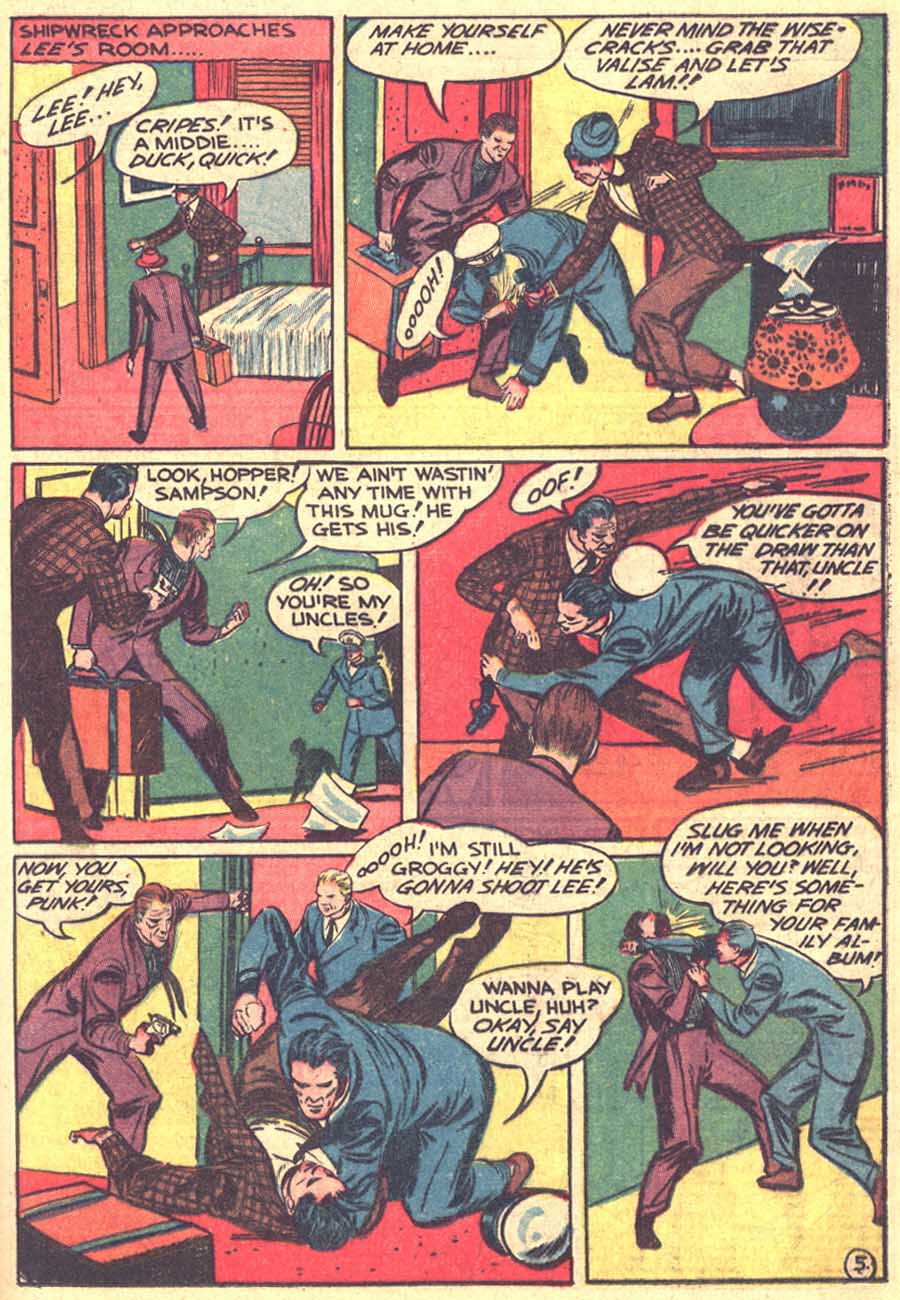 SHIPWRECK APPROACHES
LEE'S ROOM.....
LEE! HEY,
LEE...
CRIPES! IT'S
A MIDDIE....
DUCK, QUICK!
MAKE YOURSELF
AT HOME....
NEVER MIND THE WISE-
CRACKS.... GRAB THAT
VALISE AND LET'S
LAM!!
OOOOH!
LOOK, HOPPER!
SAMPSON!
WE AIN'T WASTIN'
ANY TIME WITH
THIS MUG! HE
GETS HIS!
OH! SO
YOU'RE MY
UNCLES!
OOF!
YOU'VE GOTTA
BE QUICKER ON
THE DRAW THAN
THAT, UNCLE
!!
NOW, YOU
GET YOURS,
PUNK!
OOOOH! I'M STILL
GROGGY! HEY! HE'S
GONNA SHOOT LEE!
WANNA PLAY
UNCLE, HUH?
OKAY, SAY
UNCLE!
SLUG ME WHEN
I'M NOT LOOKING,
WILL YOU? WELL,
HERE'S SOME-
THING FOR
YOUR FAM-
ILY AL-
BUM!
5.